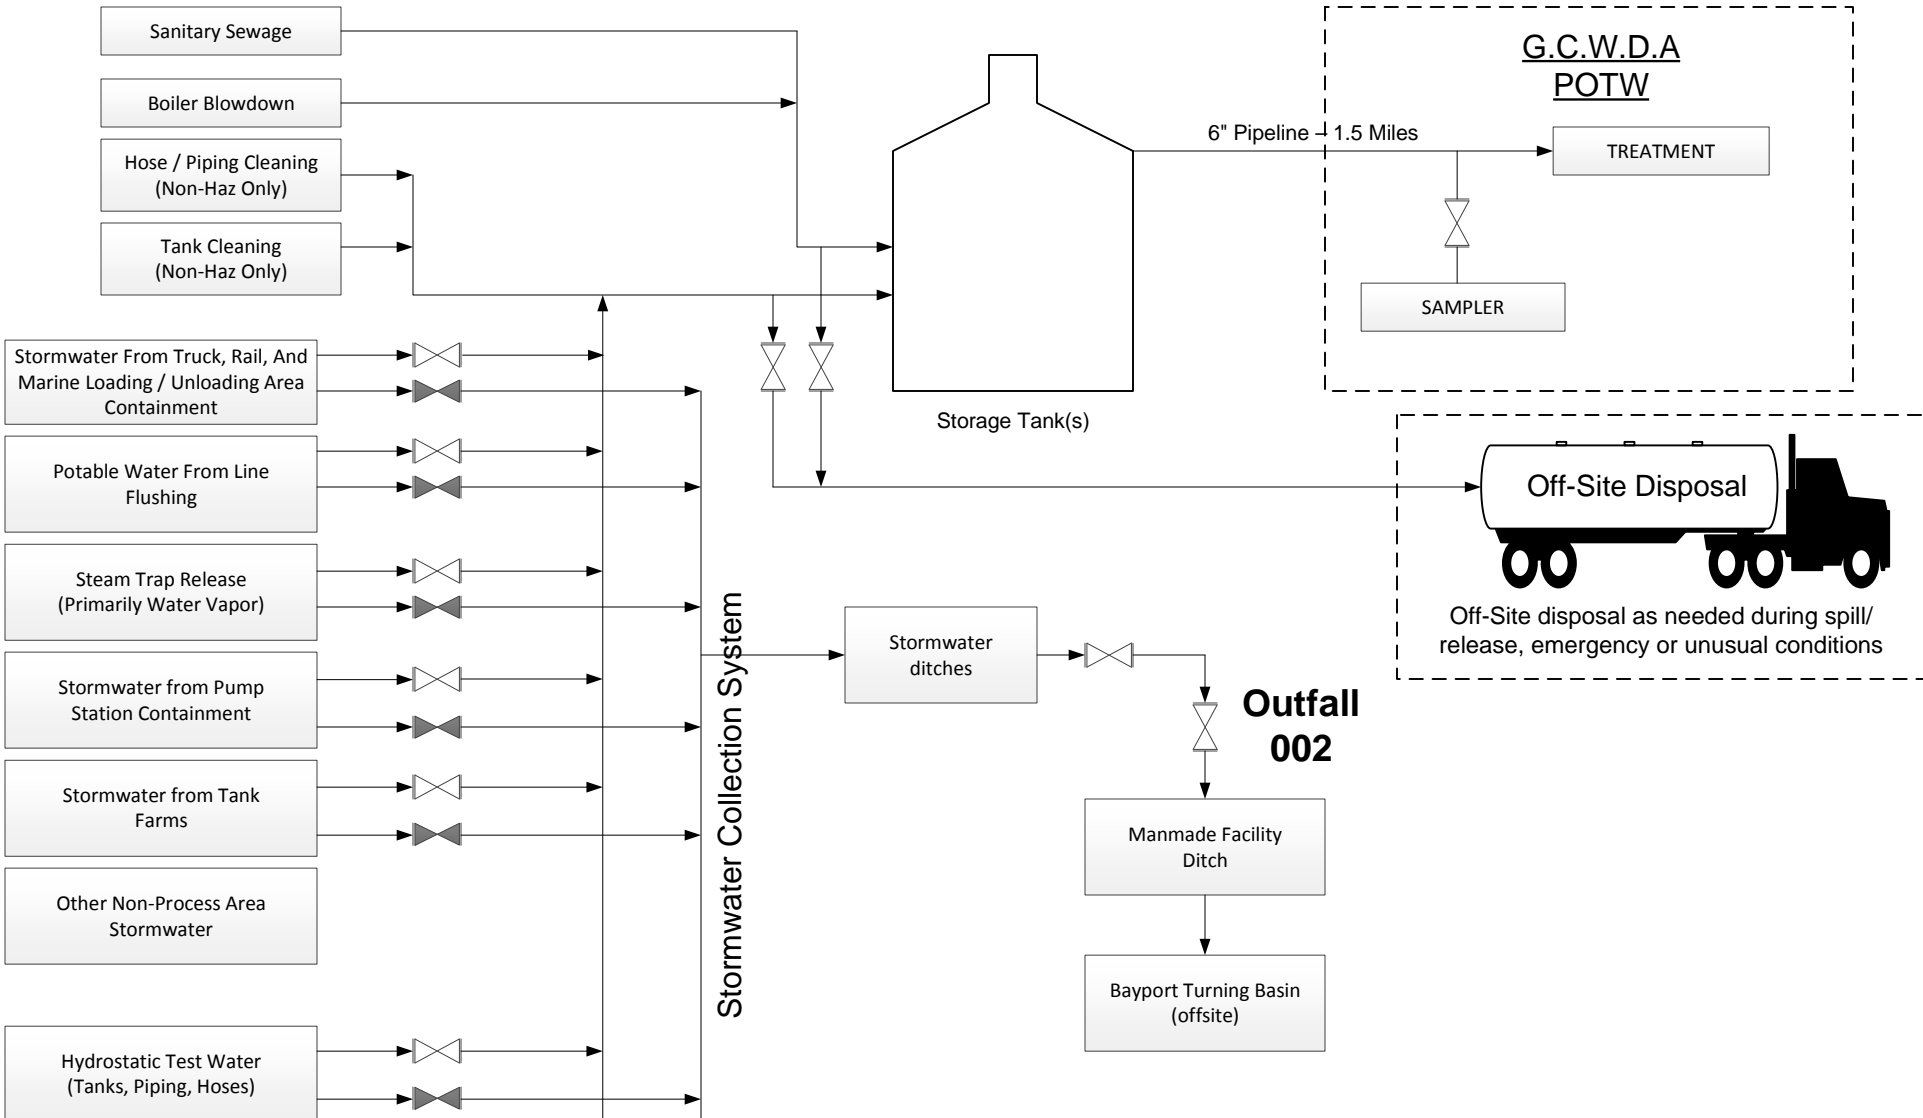 Sanitary Sewage
Boiler Blowdown
Hose / Piping Cleaning
(Non-Haz Only)
Tank Cleaning
(Non-Haz Only)
Stormwater From Truck, Rail, And
Marine Loading / Unloading Area
Containment
Potable Water From Line
Flushing
Steam Trap Release
(Primarily Water Vapor)
Stormwater from Pump
Station Containment
Stormwater from Tank
Farms
Other Non-Process Area
Stormwater
Hydrostatic Test Water
(Tanks, Piping, Hoses)
Stormwater Collection System
Storage Tank(s)
6" Pipeline – 1.5 Miles
G.C.W.D.A
POTW
TREATMENT
SAMPLER
Off-Site Disposal
Off-Site disposal as needed during spill/
release, emergency or unusual conditions
Stormwater
ditches
Outfall
002
Manmade Facility
Ditch
Bayport Turning Basin
(offsite)